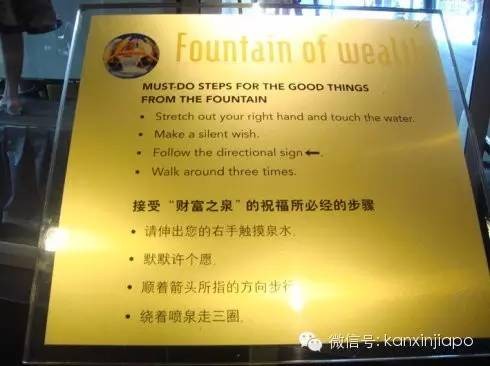 Fountain of wealth
MUST-DO STEPS FOR THE GOOD THINGS
FROM THE FOUNTAIN
• Stretch out your right hand and touch the water.
• Make a silent wish.
• Follow the directional sign ←.
• Walk around three times.
接受“财富之泉”的祝福所必经的步骤
• 请伸出您的右手触摸泉水.
• 默默许个愿.
• 顺着箭头所指的方向步行
• 绕着喷泉走三圈.
微信号: kanxinjiapo